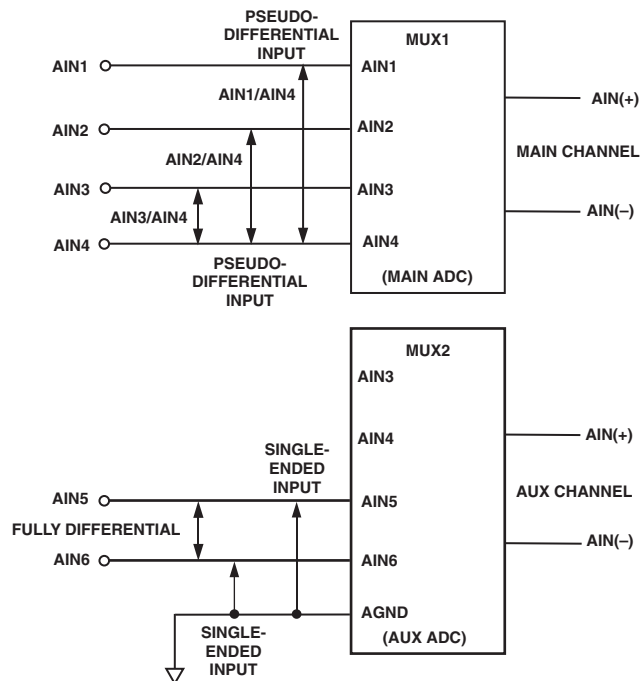 PSEUDO-
DIFFERENTIAL
INPUT
MUX1
AIN1
AIN1
AIN1/AIN4
AIN(+)
AIN2
AIN2
AIN2/AIN4
MAIN CHANNEL
AIN3
AIN3
AIN3/AIN4
AIN(–)
AIN4
AIN4
PSEUDO-
DIFFERENTIAL
INPUT
(MAIN ADC)
MUX2
AIN3
AIN4
AIN(+)
SINGLE-
ENDED
INPUT
AIN5
AIN5
AUX CHANNEL
FULLY DIFFERENTIAL
AIN6
AIN6
AIN(–)
AGND
SINGLE-
ENDED
INPUT
(AUX ADC)